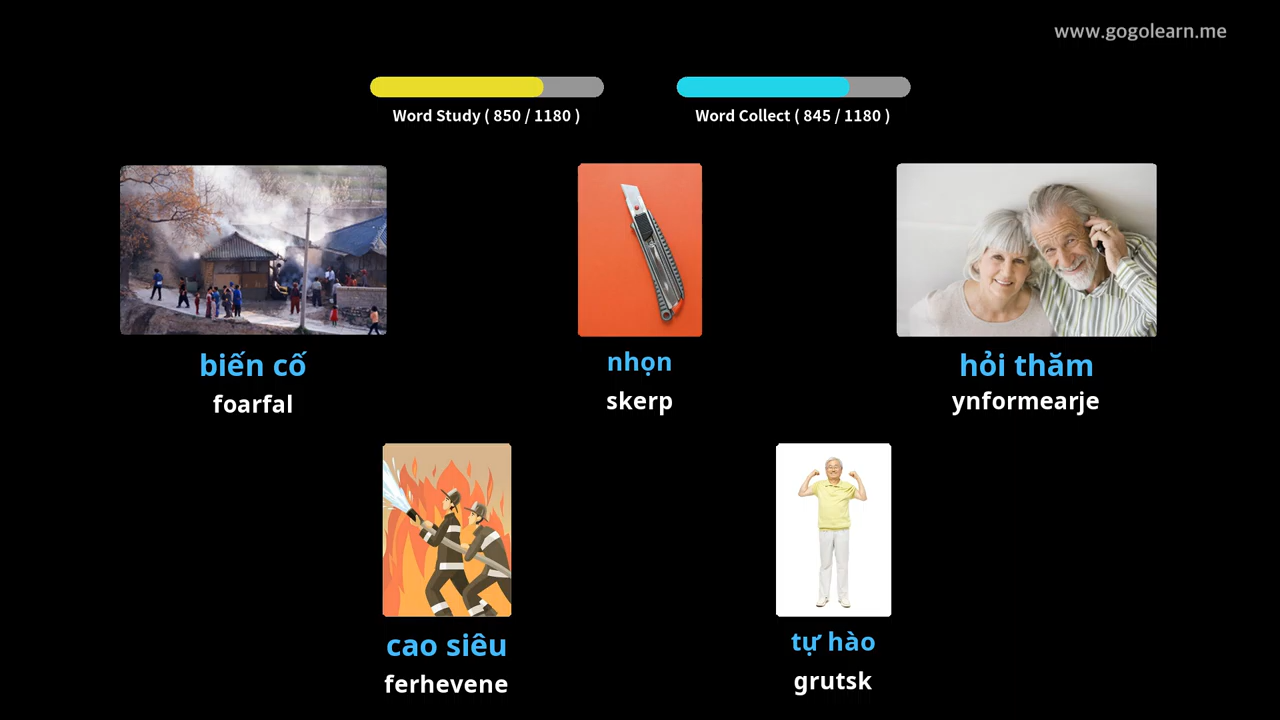 www.gogolearn.me
Word Study ( 850 / 1180 )
Word Collect ( 845 / 1180 )
biến cố
foarfal
nhọn
skerp
hỏi thăm
ynformearje
cao siêu
ferhevene
tự hào
grutsk